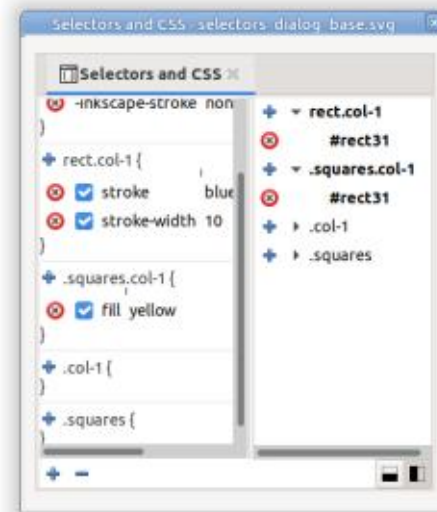 Selectors and CSS - selectors_dialog_base.svg
Selectors and CSS
-inkscape-stroke non
}
rect.col-1 {
stroke blue
stroke-width 10
}
.squares.col-1 {
fill yellow
}
.col-1 {
}
.squares {
}
rect.col-1
#rect31
.squares.col-1
#rect31
.col-1
.squares